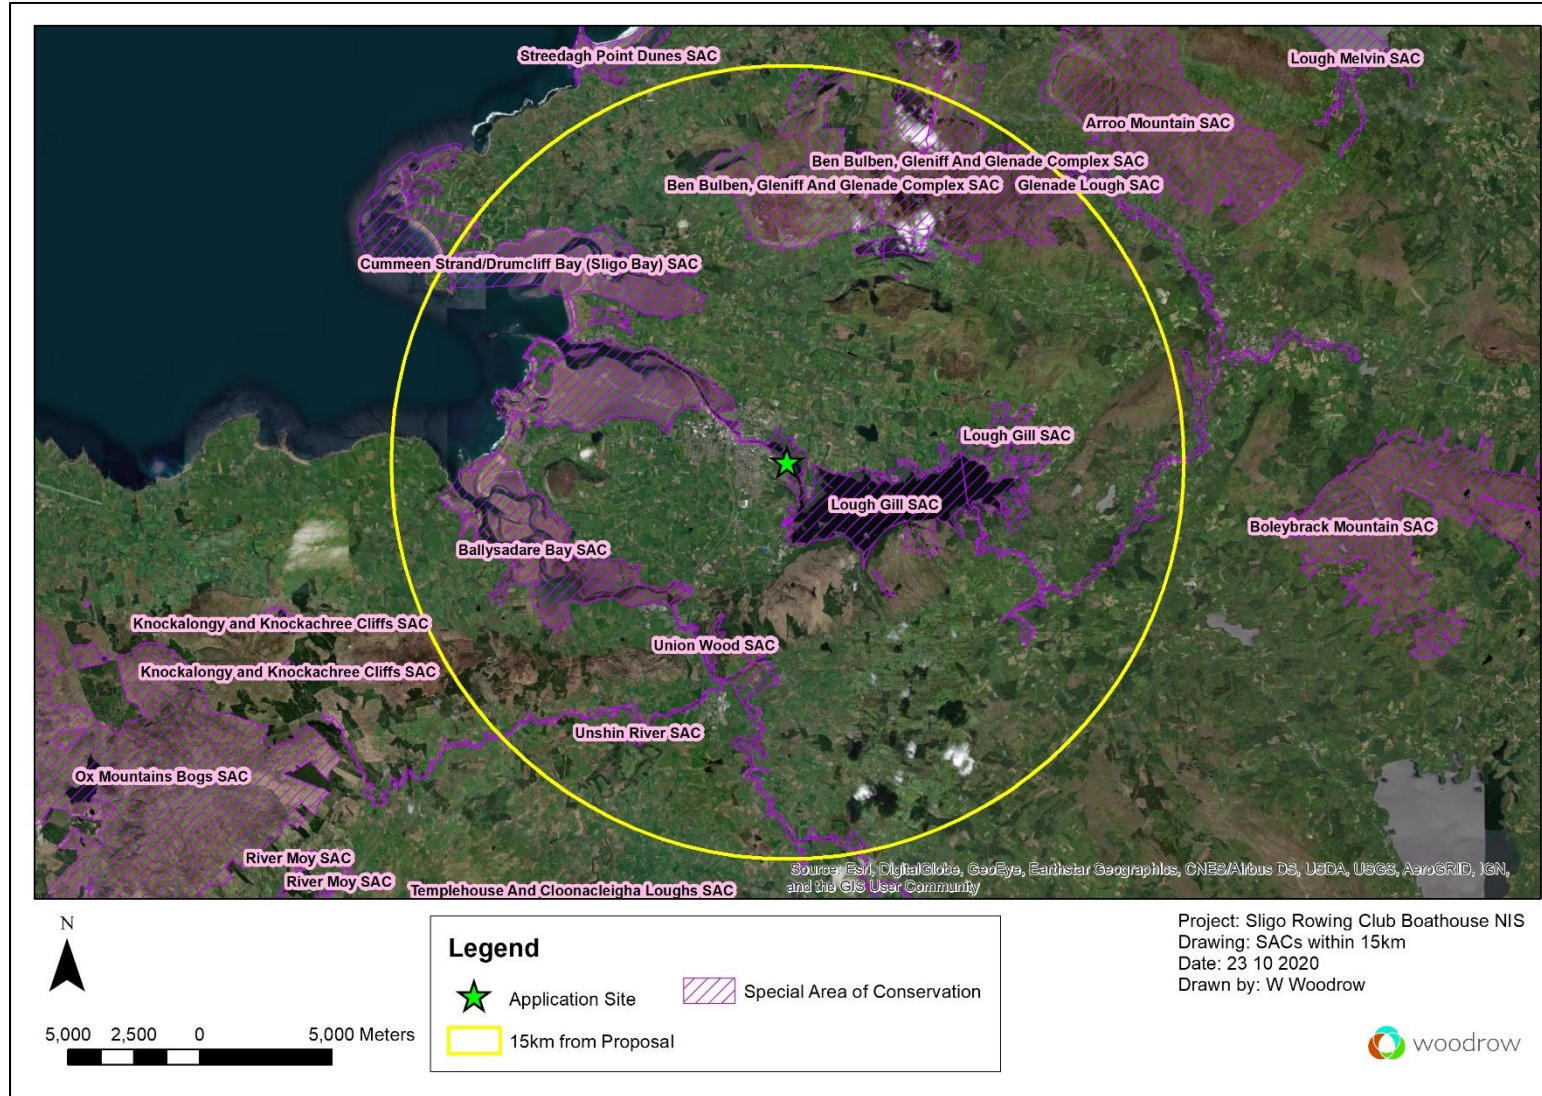 Streedagh Point Dunes SAC
Lough Melvin SAC
Arroo Mountain SAC
Ben Bulben, Gleniff And Glenade Complex SAC
Ben Bulben, Gleniff And Glenade Complex SAC
Glenade Lough SAC
Cummeen Strand/Drumcliff Bay (Sligo Bay) SAC
Lough Gill SAC
Lough Gill SAC
Boleybrack Mountain SAC
Ballysadare Bay SAC
Knockalongy and Knockachree Cliffs SAC
Union Wood SAC
Knockalongy and Knockachree Cliffs SAC
Unshin River SAC
Ox Mountains Bogs SAC
River Moy SAC
River Moy SAC
Templehouse And Cloonacleigha Loughs SAC
Source: Esri, DigitalGlobe, GeoEye, Earthstar Geographics, CNES/Airbus DS, USDA, USGS, AeroGRID, IGN,
and the GIS User Community
N
5,000 2,500 0 5,000 Meters
Legend
Application Site
Special Area of Conservation
15km from Proposal
Project: Sligo Rowing Club Boathouse NIS
Drawing: SACs within 15km
Date: 23 10 2020
Drawn by: W Woodrow
woodrow